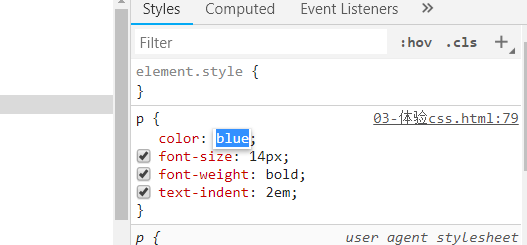 Styles Computed Event Listeners »
Filter :hov .cls +
element.style {
}
p { 03-体验css.html:79
color: blue;
font-size: 14px;
font-weight: bold;
text-indent: 2em;
}
p { user agent stylesheet